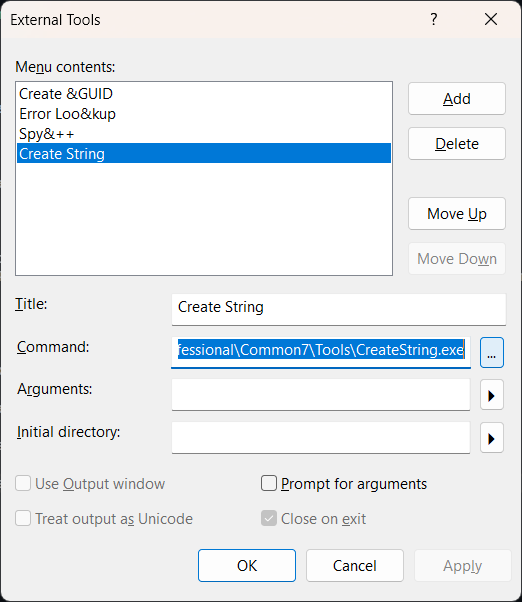 External Tools
?
Menu contents:
Create &GUID
Error Loo&kup
Spy&++
Create String
Add
Delete
Move Up
Move Down
Title:
Create String
Command:
fessional\Common7\Tools\CreateString.exe
...
Arguments:
Initial directory:
Use Output window
Prompt for arguments
Treat output as Unicode
Close on exit
OK
Cancel
Apply